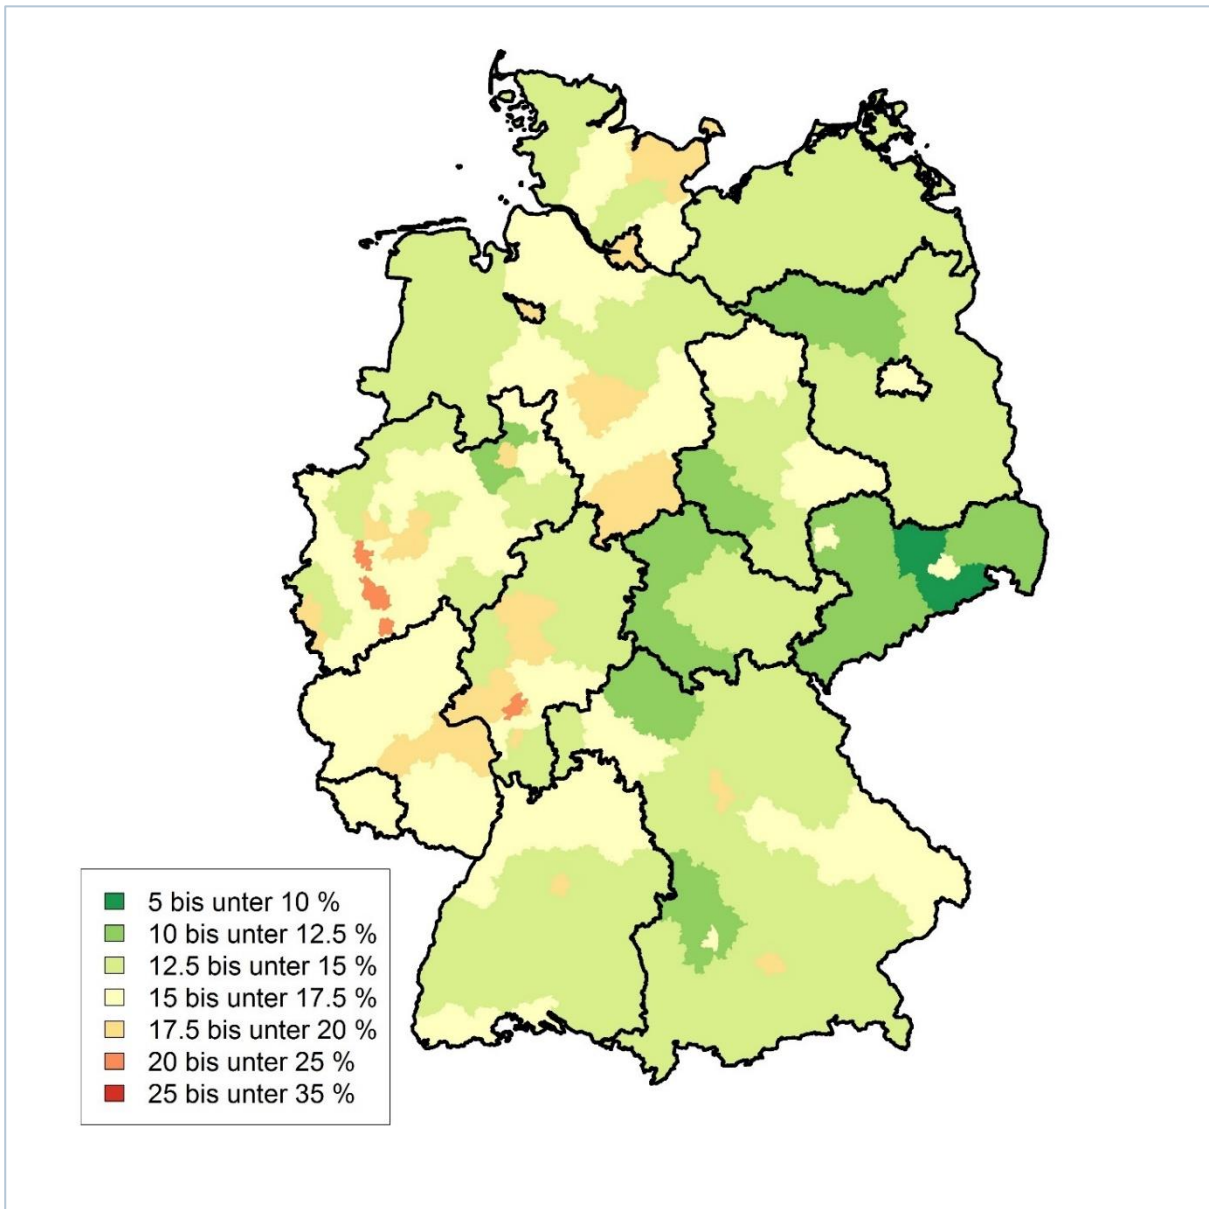 5 bis unter 10 %
10 bis unter 12.5 %
12.5 bis unter 15 %
15 bis unter 17.5 %
17.5 bis unter 20 %
20 bis unter 25 %
25 bis unter 35 %